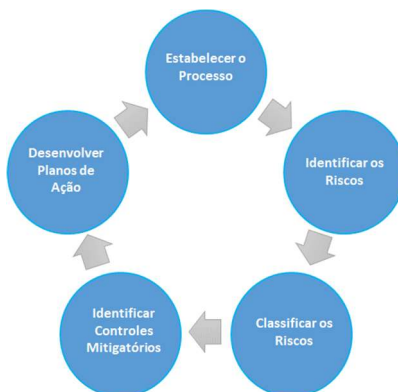 Estabelecer o
Processo
Identificar os
Riscos
Classificar os
Riscos
Identificar
Controles
Mitigatórios
Desenvolver
Planos de
Ação